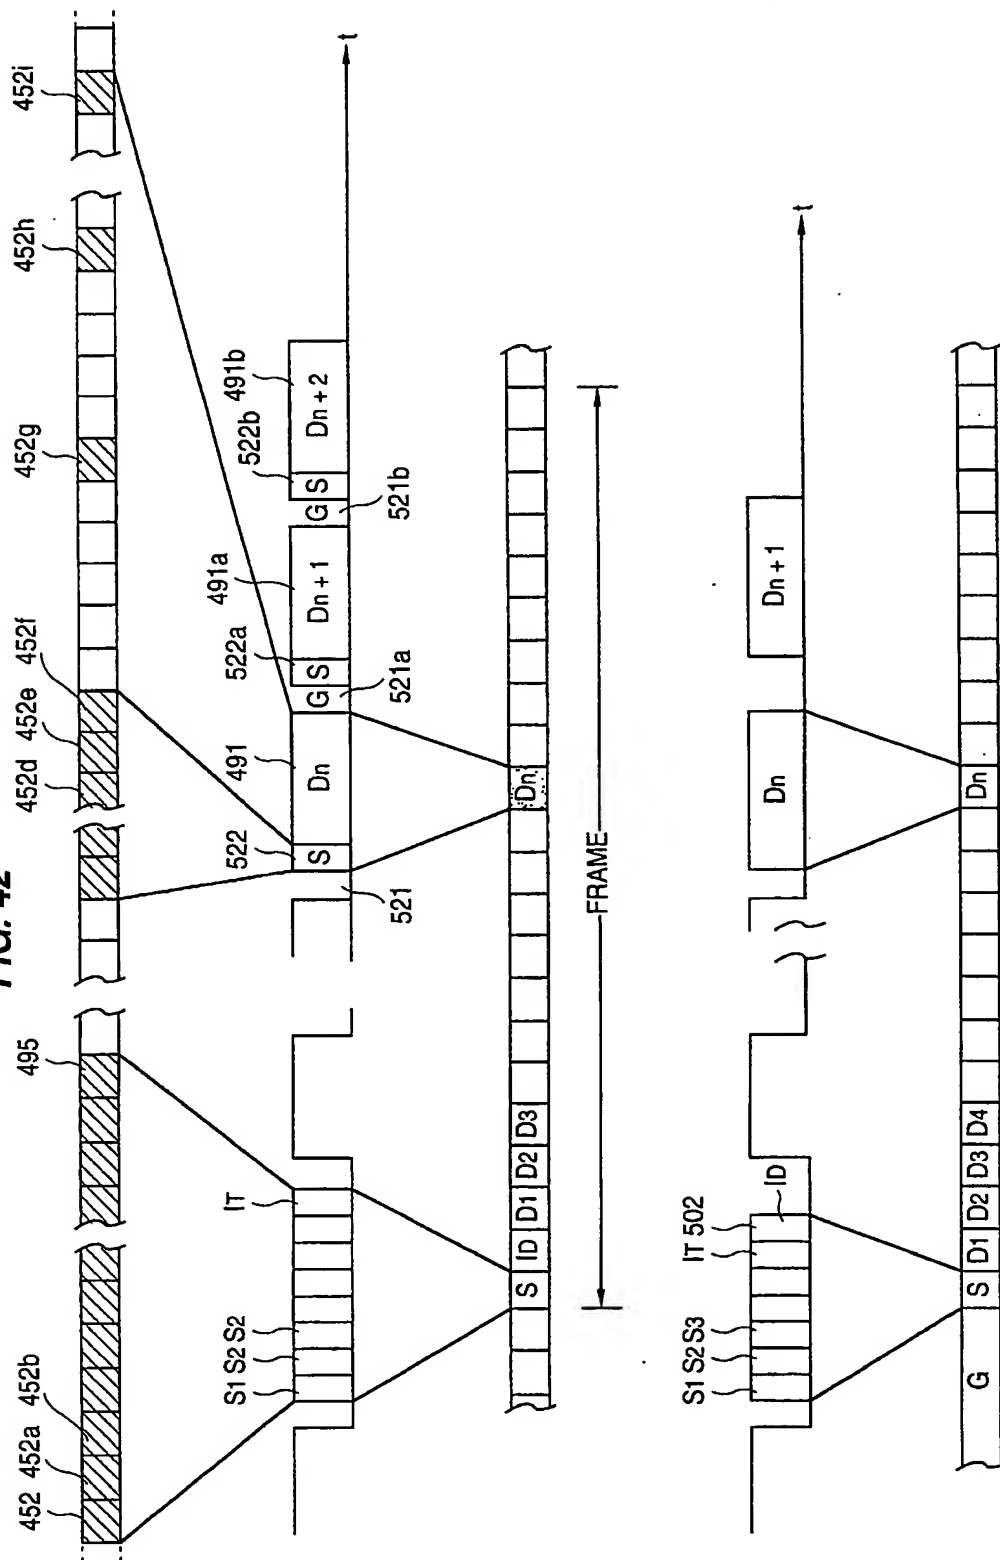 FIG. 42
452 452a 452b 495 452d 452e 452f 452g 452h 452i
S1 S2 S2 IT 521 522 S 491 Dn G 521a 522a S 491a Dn+1 G 521b 522b S 491b Dn+2 t
S ID D1 D2 D3 Dn
FRAME
S1 S2 S3 IT 502 ID Dn Dn+1 t
G S D1 D2 D3 D4 Dn